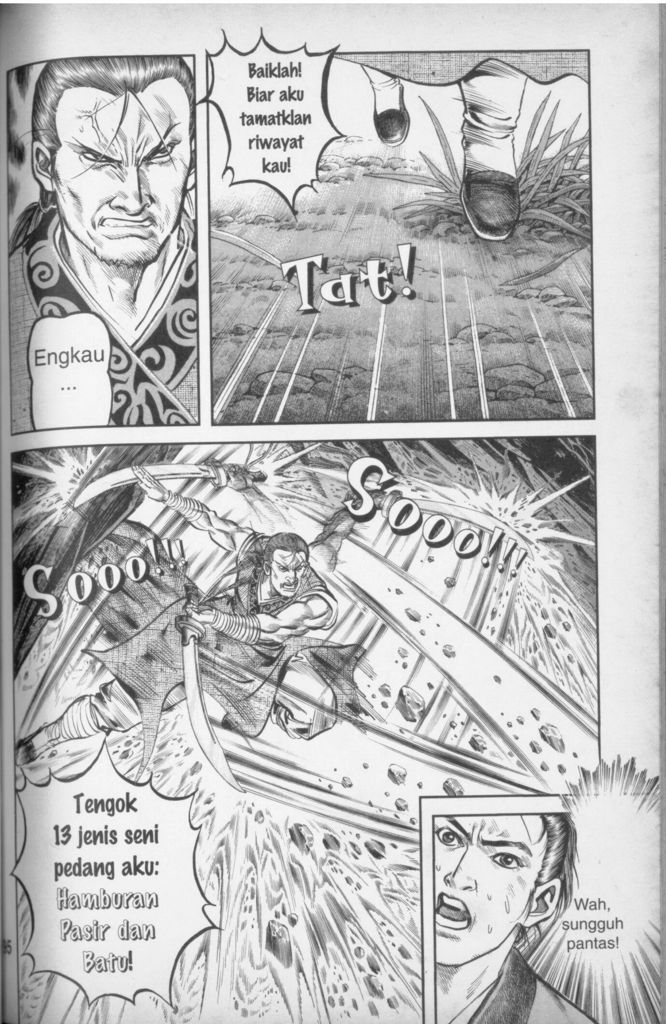 Engkau
...
Baiklah!
Biar aku
tamatkan
riwayat
kau!
Tat!
Sooo!!!
Sooo!!!
Tengok
13 jenis seni
pedang aku:
Hamburan
Pasir dan
Batu!
Wah,
sungguh
pantas!